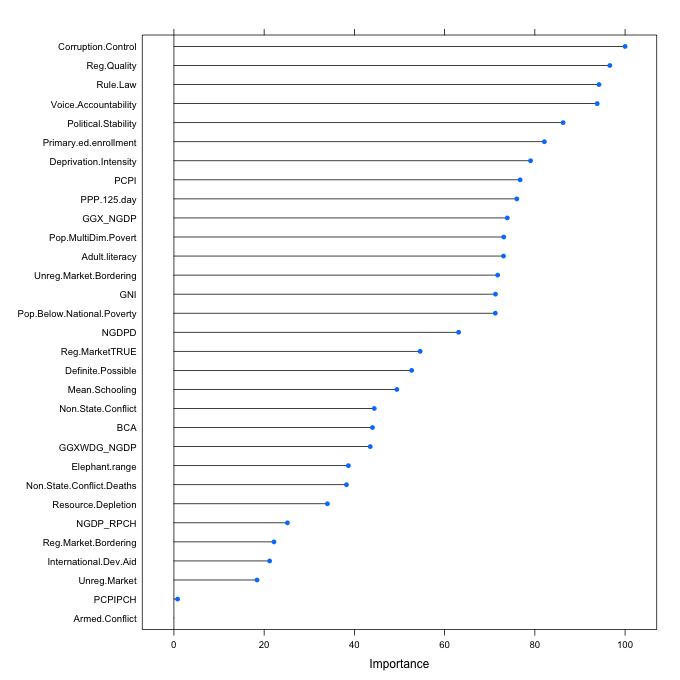 Corruption.Control
Reg.Quality
Rule.Law
Voice.Accountability
Political.Stability
Primary.ed.enrollment
Deprivation.Intensity
PCPI
PPP.125.day
GGX_NGDP
Pop.MultiDim.Povert
Adult.literacy
Unreg.Market.Bordering
GNI
Pop.Below.National.Poverty
NGDPD
Reg.MarketTRUE
Definite.Possible
Mean.Schooling
Non.State.Conflict
BCA
GGXWDG_NGDP
Elephant.range
Non.State.Conflict.Deaths
Resource.Depletion
NGDP_RPCH
Reg.Market.Bordering
International.Dev.Aid
Unreg.Market
PCPIPCH
Armed.Conflict
0 20 40 60 80 100
Importance